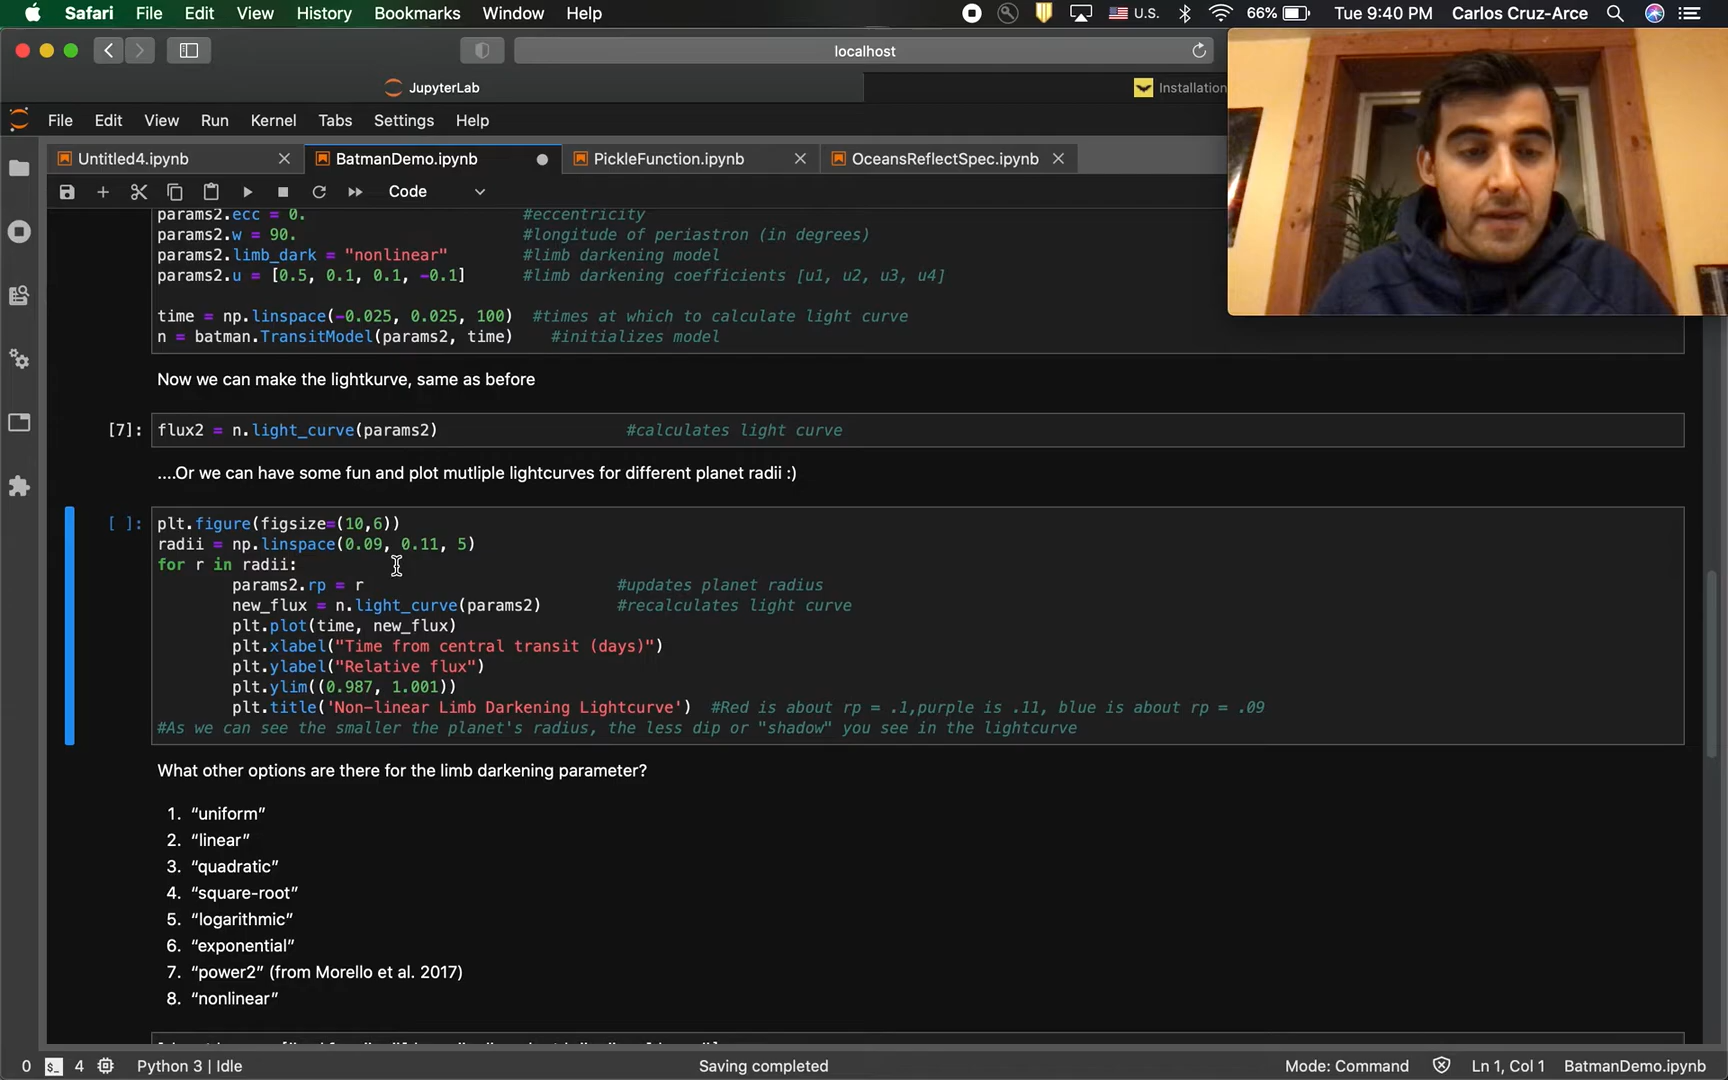 Safari File Edit View History Bookmarks Window Help U.S. 66% Tue 9:40 PM Carlos Cruz-Arce
localhost
JupyterLab Installation
File Edit View Run Kernel Tabs Settings Help
Untitled4.ipynb BatmanDemo.ipynb PickleFunction.ipynb OceansReflectSpec.ipynb
Code
params2.ecc = 0. #eccentricity
params2.w = 90. #longitude of periastron (in degrees)
params2.limb_dark = "nonlinear" #limb darkening model
params2.u = [0.5, 0.1, 0.1, -0.1] #limb darkening coefficients [u1, u2, u3, u4]
time = np.linspace(-0.025, 0.025, 100) #times at which to calculate light curve
n = batman.TransitModel(params2, time) #initializes model
Now we can make the lightkurve, same as before
[7]: flux2 = n.light_curve(params2) #calculates light curve
....Or we can have some fun and plot mutliple lightcurves for different planet radii :)
[ ]: plt.figure(figsize=(10,6))
radii = np.linspace(0.09, 0.11, 5)
for r in radii:
params2.rp = r #updates planet radius
new_flux = n.light_curve(params2) #recalculates light curve
plt.plot(time, new_flux)
plt.xlabel("Time from central transit (days)")
plt.ylabel("Relative flux")
plt.ylim((0.987, 1.001))
plt.title('Non-linear Limb Darkening Lightcurve') #Red is about rp = .1,purple is .11, blue is about rp = .09
#As we can see the smaller the planet's radius, the less dip or "shadow" you see in the lightcurve
What other options are there for the limb darkening parameter?
1. “uniform”
2. “linear”
3. “quadratic”
4. “square-root”
5. “logarithmic”
6. “exponential”
7. “power2” (from Morello et al. 2017)
8. “nonlinear”
0 4 Python 3 | Idle Saving completed Mode: Command Ln 1, Col 1 BatmanDemo.ipynb